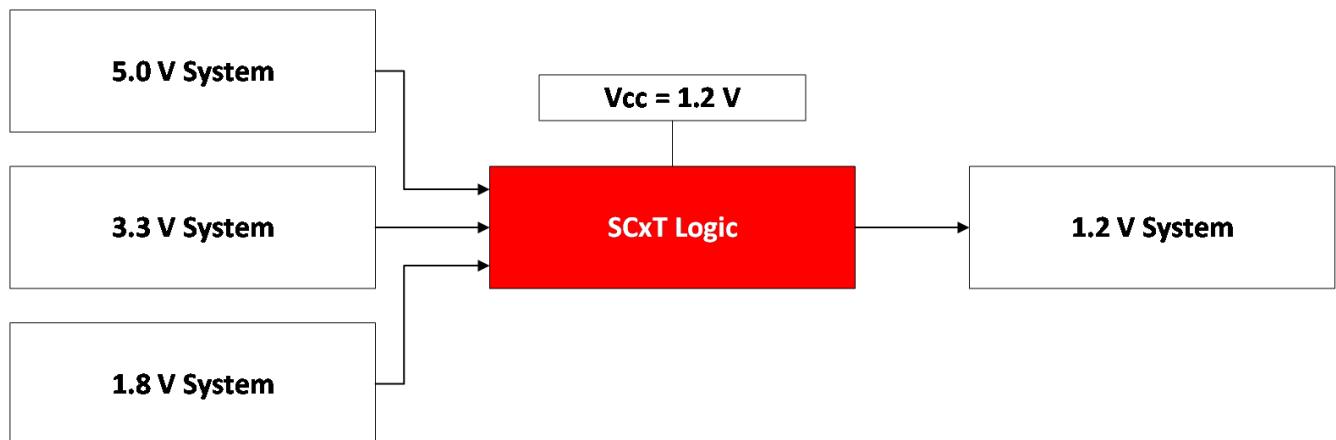 5.0 V System
Vcc = 1.2 V
3.3 V System
SCxT Logic
1.2 V System
1.8 V System